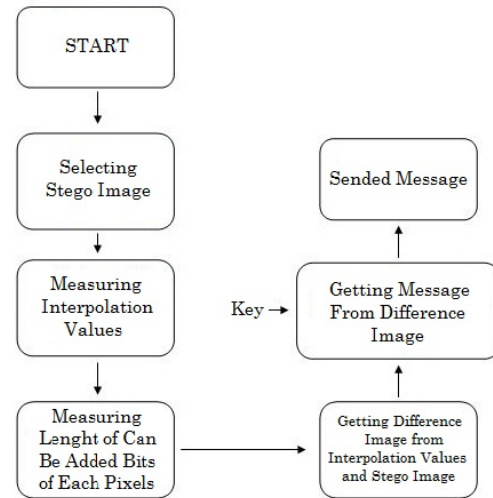 START
Selecting
Stego Image
Measuring
Interpolation
Values
Measuring
Lenght of Can
Be Added Bits
of Each Pixels
Getting Difference
Image from
Interpolation Values
and Stego Image
Key
Getting Message
From Difference
Image
Sended Message